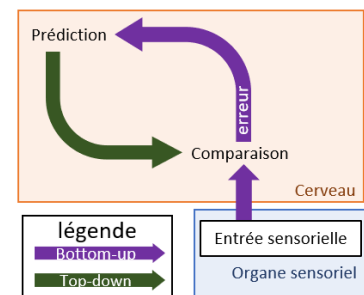 Prédiction
erreur
Comparaison
Cerveau
légende
Bottom-up
Top-down
Entrée sensorielle
Organe sensoriel